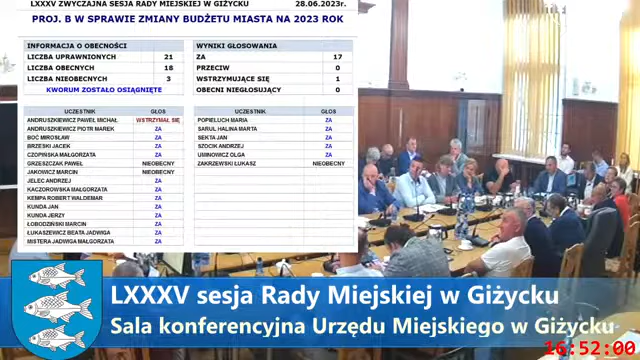 LXXXV ZWYCZAJNA SESJA RADY MIEJSKIEJ W GIŻYCKU 28.06.2023r.
PROJ. B W SPRAWIE ZMIANY BUDŻETU MIASTA NA 2023 ROK
INFORMACJA O OBECNOŚCI
LICZBA UPRAWNIONYCH 21
LICZBA OBECNYCH 18
LICZBA NIEOBECNYCH 3
KWORUM ZOSTAŁO OSIĄGNIĘTE
WYNIKI GŁOSOWANIA
ZA 17
PRZECIW 0
WSTRZYMUJĘCE SIĘ 1
OBECNI NIEGŁOSUJĄCY 0
UCZESTNIK GŁOS
ANDRUSZKIEWICZ PAWEŁ MICHAŁ WSTRZYMAŁ SIĘ
ANDRUSZKIEWICZ PIOTR MAREK ZA
BOĆ MIROSŁAW ZA
BRZESKI JACEK ZA
CZOPIŃSKA MAŁGORZATA ZA
GRZESZCZAK PAWEŁ NIEOBECNY
JAKOWICZ MARCIN NIEOBECNY
JELEC ANDRZEJ ZA
KACZOROWSKA MAŁGORZATA ZA
KEMPA ROBERT WALDEMAR ZA
KUNDA JAN ZA
KUNDA JERZY ZA
ŁOBODZIŃSKI MARCIN ZA
ŁUKASZEWICZ BEATA JADWIGA ZA
MISTERA JADWIGA MAŁGORZATA ZA
UCZESTNIK GŁOS
POPIELUCH MARIA ZA
SARUL HALINA MARTA ZA
SEKTA JAN ZA
SZOCIK ANDRZEJ ZA
UMINOWICZ OLGA ZA
ZAKRZEWSKI ŁUKASZ NIEOBECNY
LXXXV sesja Rady Miejskiej w Giżycku
Sala konferencyjna Urzędu Miejskiego w Giżycku
16:52:00